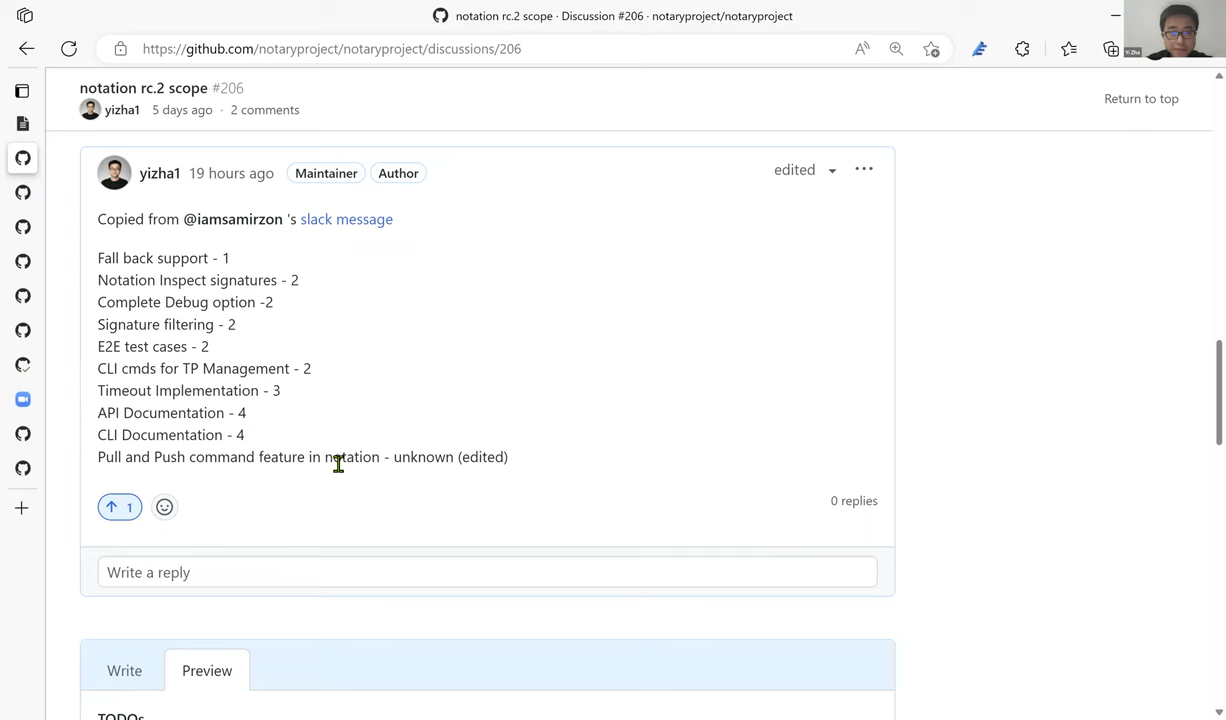 notation rc.2 scope · Discussion #206 · notaryproject/notaryproject
https://github.com/notaryproject/notaryproject/discussions/206
Yi Zha
notation rc.2 scope #206
yizha1 5 days ago · 2 comments
Return to top
yizha1 19 hours ago Maintainer Author
edited
Copied from @iamsamirzon 's slack message
Fall back support - 1
Notation Inspect signatures - 2
Complete Debug option -2
Signature filtering - 2
E2E test cases - 2
CLI cmds for TP Management - 2
Timeout Implementation - 3
API Documentation - 4
CLI Documentation - 4
Pull and Push command feature in notation - unknown (edited)
1
0 replies
Write a reply
Write Preview
TODOs